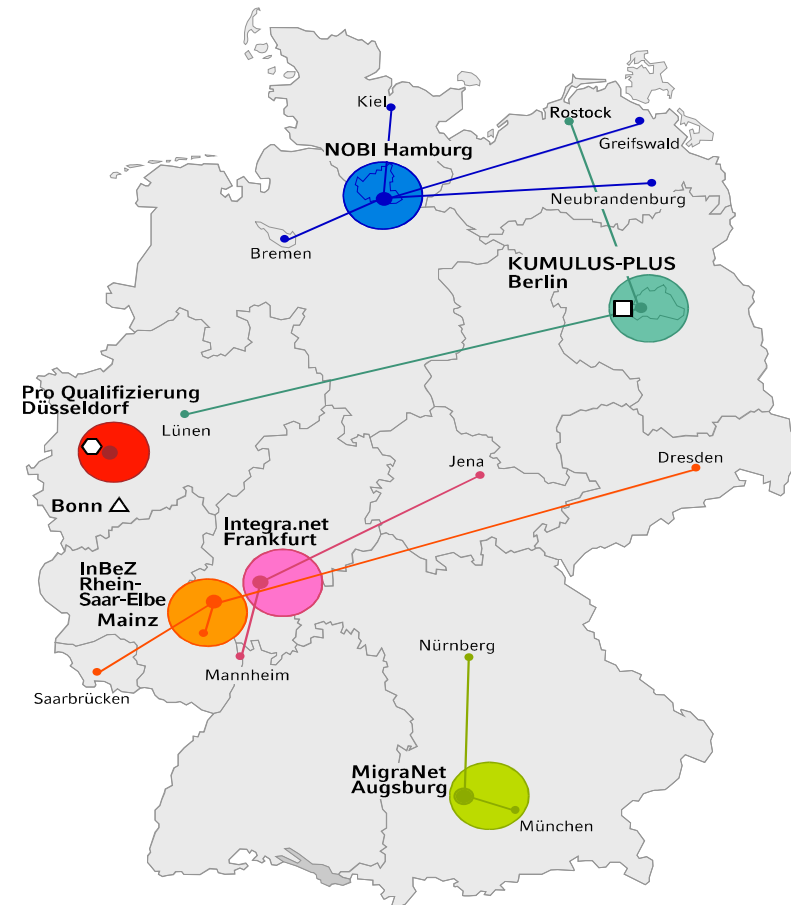 Kiel
Rostock
Greifswald
NOBI Hamburg
Neubrandenburg
Bremen
KUMULUS-PLUS
Berlin
Pro Qualifizierung
Düsseldorf
Lünen
Jena
Dresden
Bonn
Integra.net
Frankfurt
InBeZ
Rhein-
Saar-Elbe
Mainz
Mannheim
Saarbrücken
Nürnberg
MigraNet
Augsburg
München